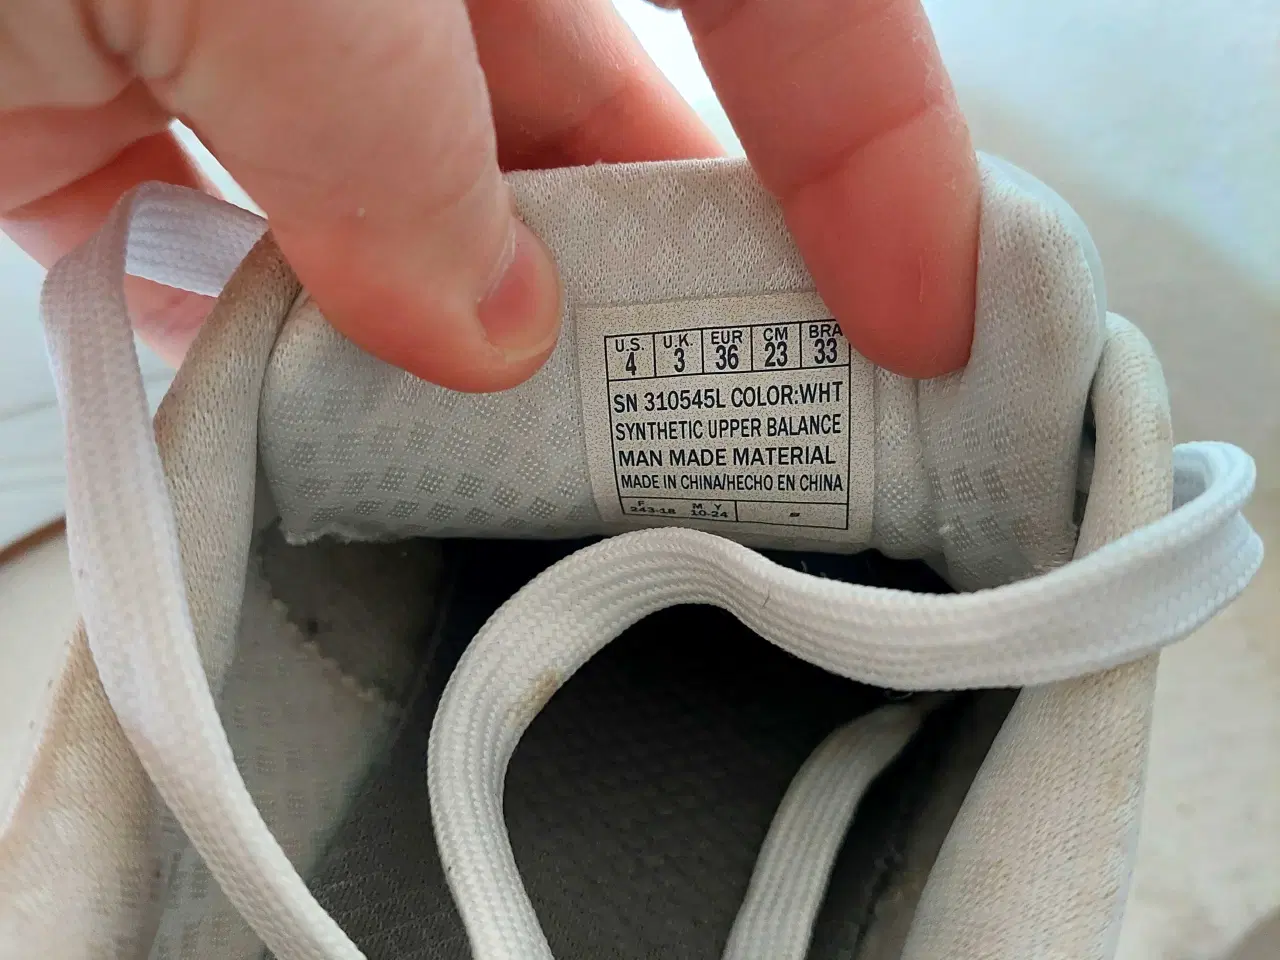 U.S. U.K. EUR CM BRA
4 3 36 23 33
SN 310545L COLOR:WHT
SYNTHETIC UPPER BALANCE
MAN MADE MATERIAL
MADE IN CHINA/HECHO EN CHINA
F M Y
243-18 10-24